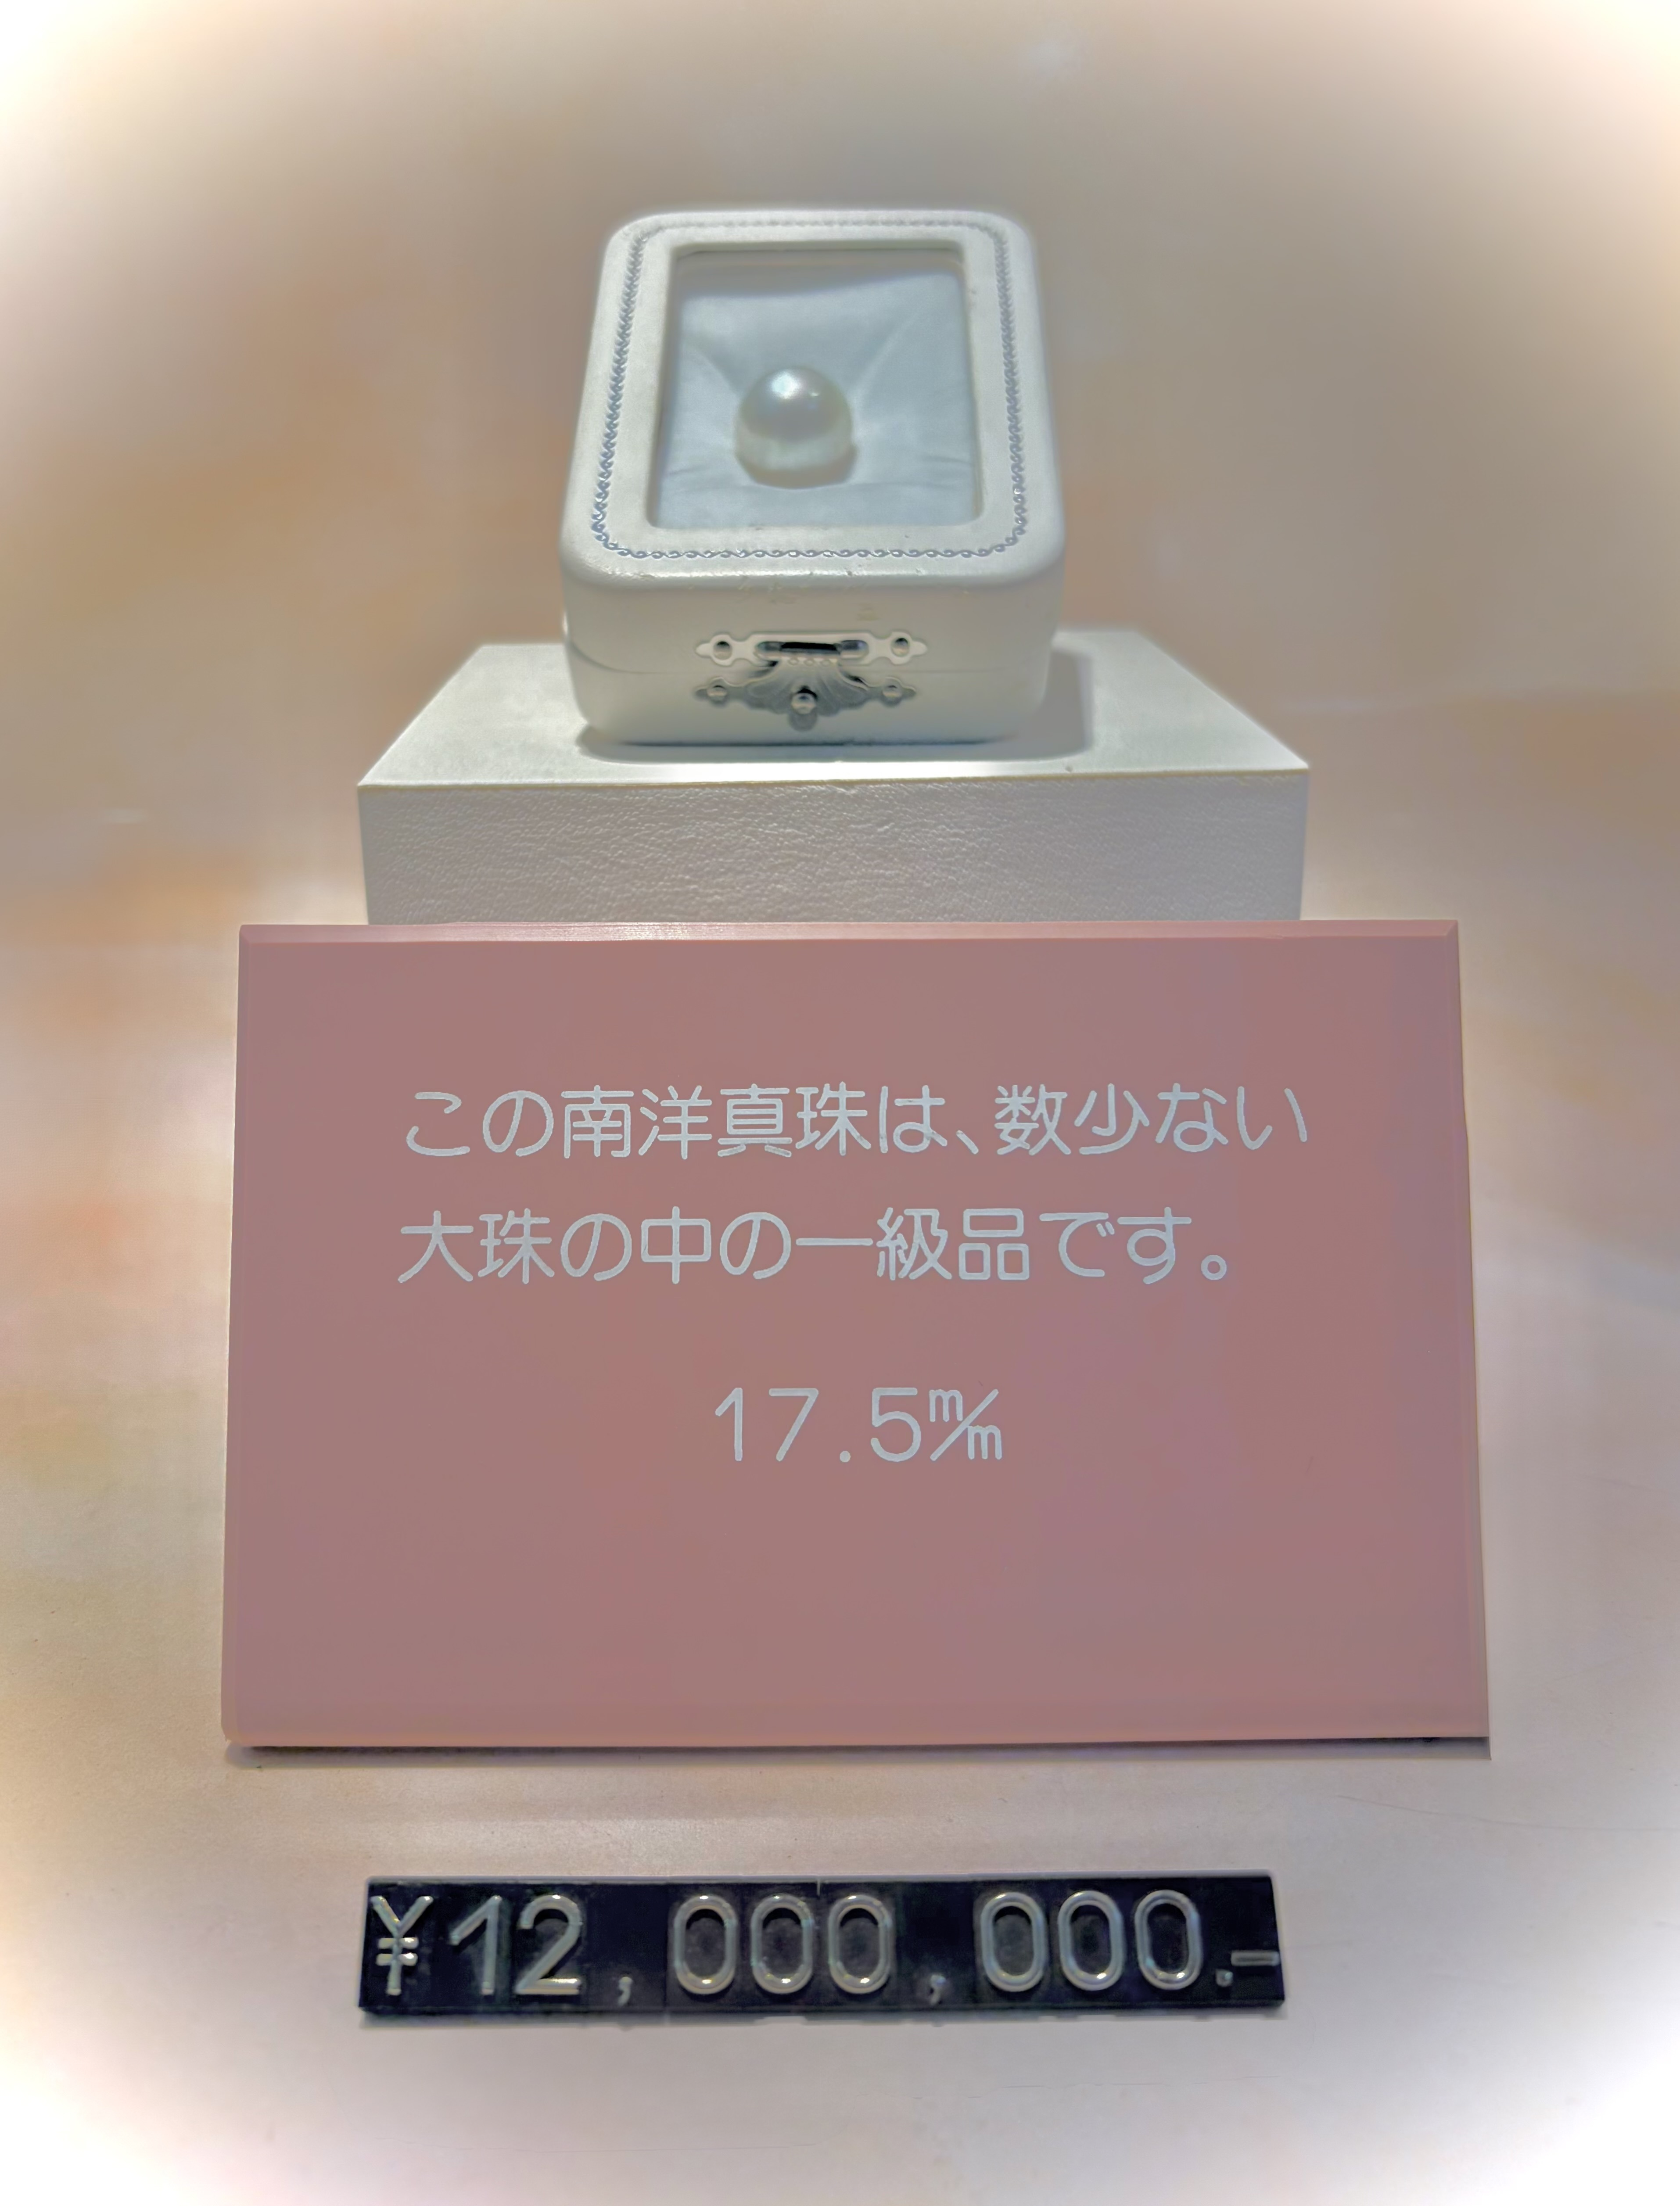 この南洋真珠は、数少ない
大珠の中の一級品です。
17.5㎜
¥12,000,000.-